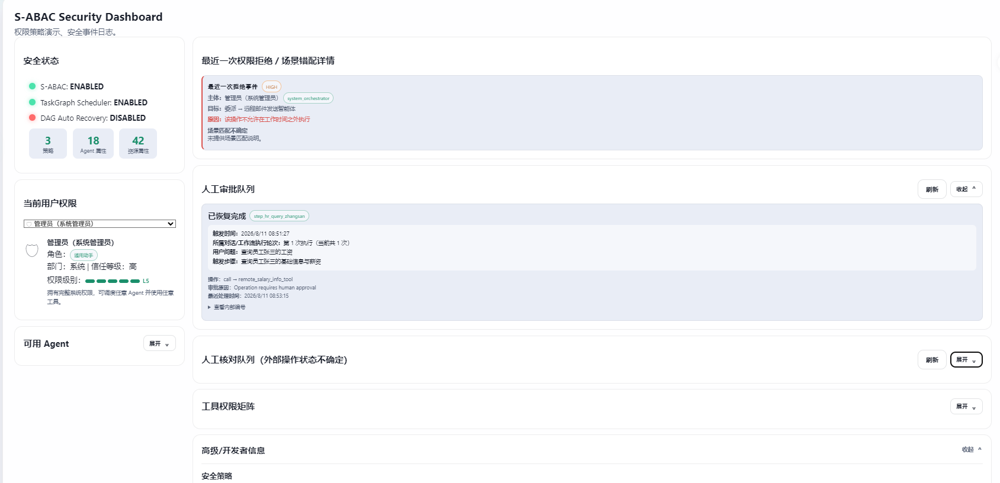 S-ABAC Security Dashboard
权限策略演示、安全事件日志。
安全状态
S-ABAC: ENABLED
TaskGraph Scheduler: ENABLED
DAG Auto Recovery: DISABLED
3
策略
18
Agent 属性
42
资源属性
当前用户权限
管理员（系统管理员）
管理员（系统管理员）
角色： 通用助手
部门：系统 | 信任等级：高
权限级别： L5
拥有完整系统权限，可调度任意 Agent 并使用任意
工具。
可用 Agent
展开
最近一次权限拒绝 / 场景错配详情
最近一次拒绝事件 HIGH
主体：管理员（系统管理员） system_orchestrator
目标：委派 → 远程邮件发送智能体
原因：该操作不允许在工作时间之外执行
场景匹配不确定
未提供场景匹配说明。
人工审批队列
刷新 收起 ^
已恢复完成 step_hr_query_zhangsan
触发时间：2026/8/11 08:51:27
所属对话/工作流执行轮次：第 1 次执行（当前共 1 次）
用户问题：查询员工张三的工资
触发步骤：查询员工张三的基础信息与薪资
操作：call → remote_salary_info_tool
审批原因：Operation requires human approval
最近处理时间：2026/8/11 08:53:15
查看内部编号
人工核对队列（外部操作状态不确定）
刷新 展开
工具权限矩阵
展开
高级/开发者信息
收起 ^
安全策略